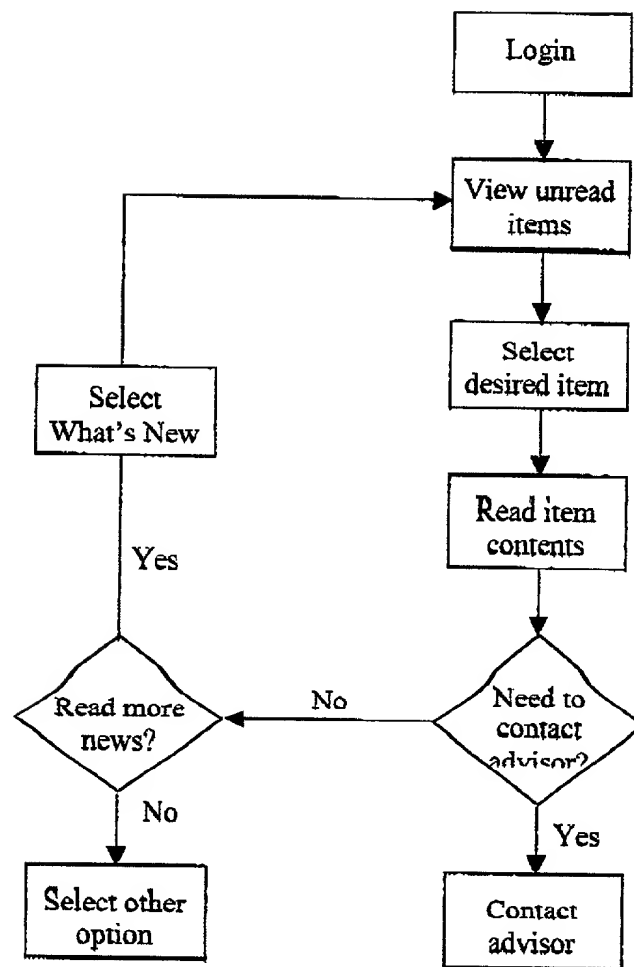 Login
View unread
items
Select
desired item
Select
What's New
Read item
contents
Yes
Need to
contact
advisor?
No
Read more
news?
No
Yes
Select other
option
Contact
advisor